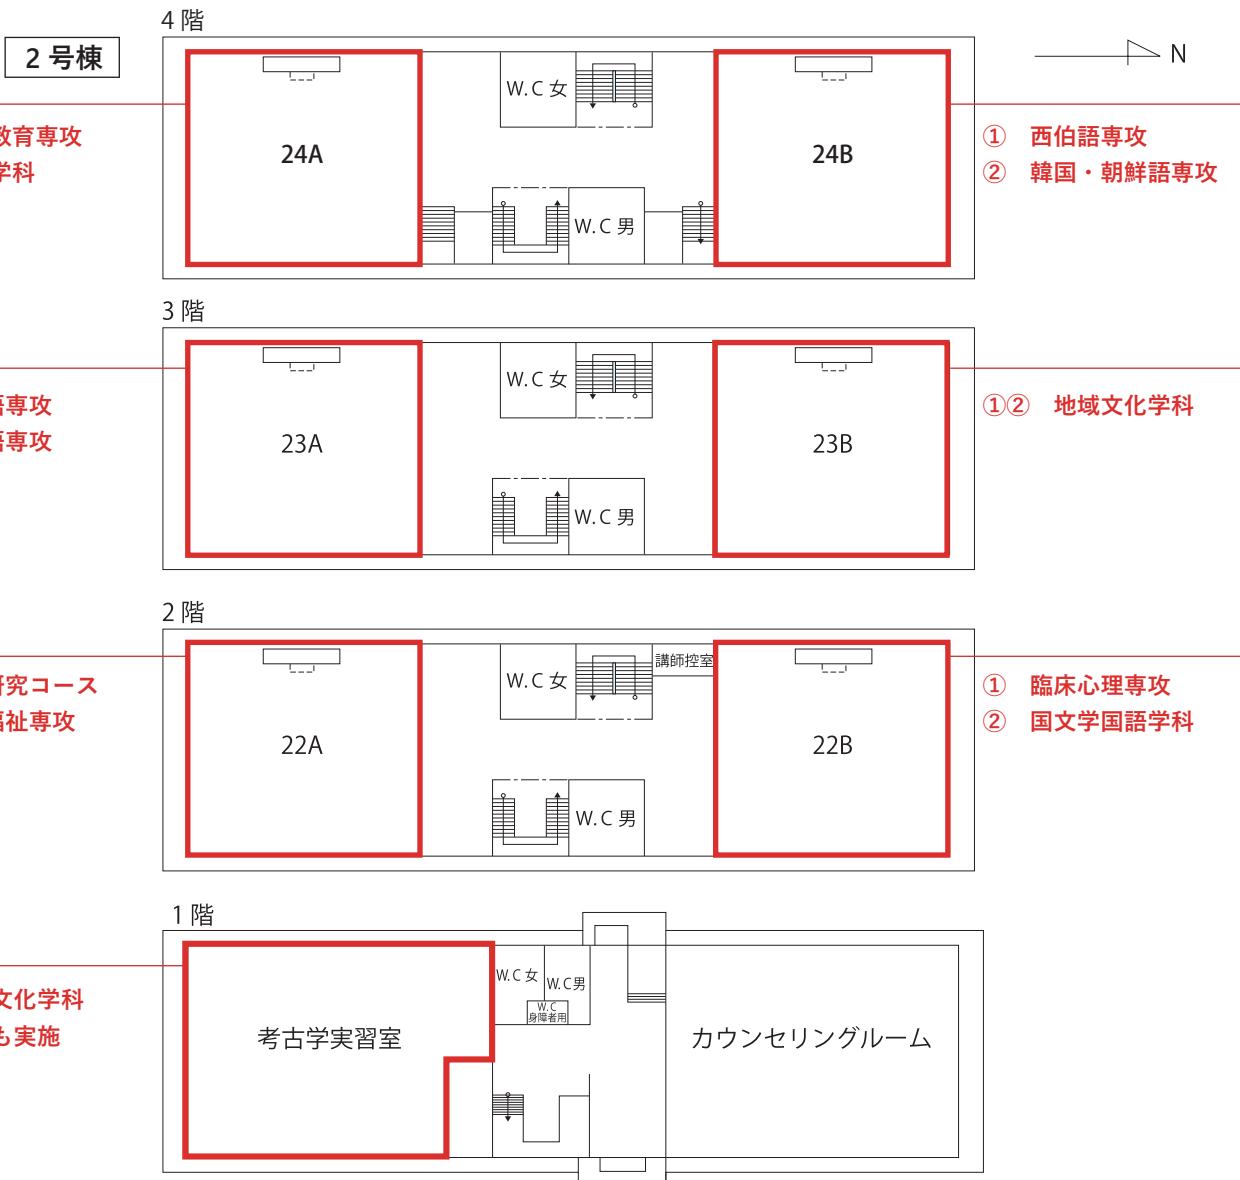 2 号棟
4 階
N
W.C 女
24A
24B
W.C 男
教育専攻
学科
① 西伯語専攻
② 韓国・朝鮮語専攻
3 階
W.C 女
23A
23B
W.C 男
語専攻
語専攻
①② 地域文化学科
2 階
W.C 女
講師控室
22A
22B
W.C 男
研究コース
福祉専攻
① 臨床心理専攻
② 国文学国語学科
1 階
W.C 女
W.C 男
W.C
身障者用
考古学実習室
カウンセリングルーム
文化学科
も実施